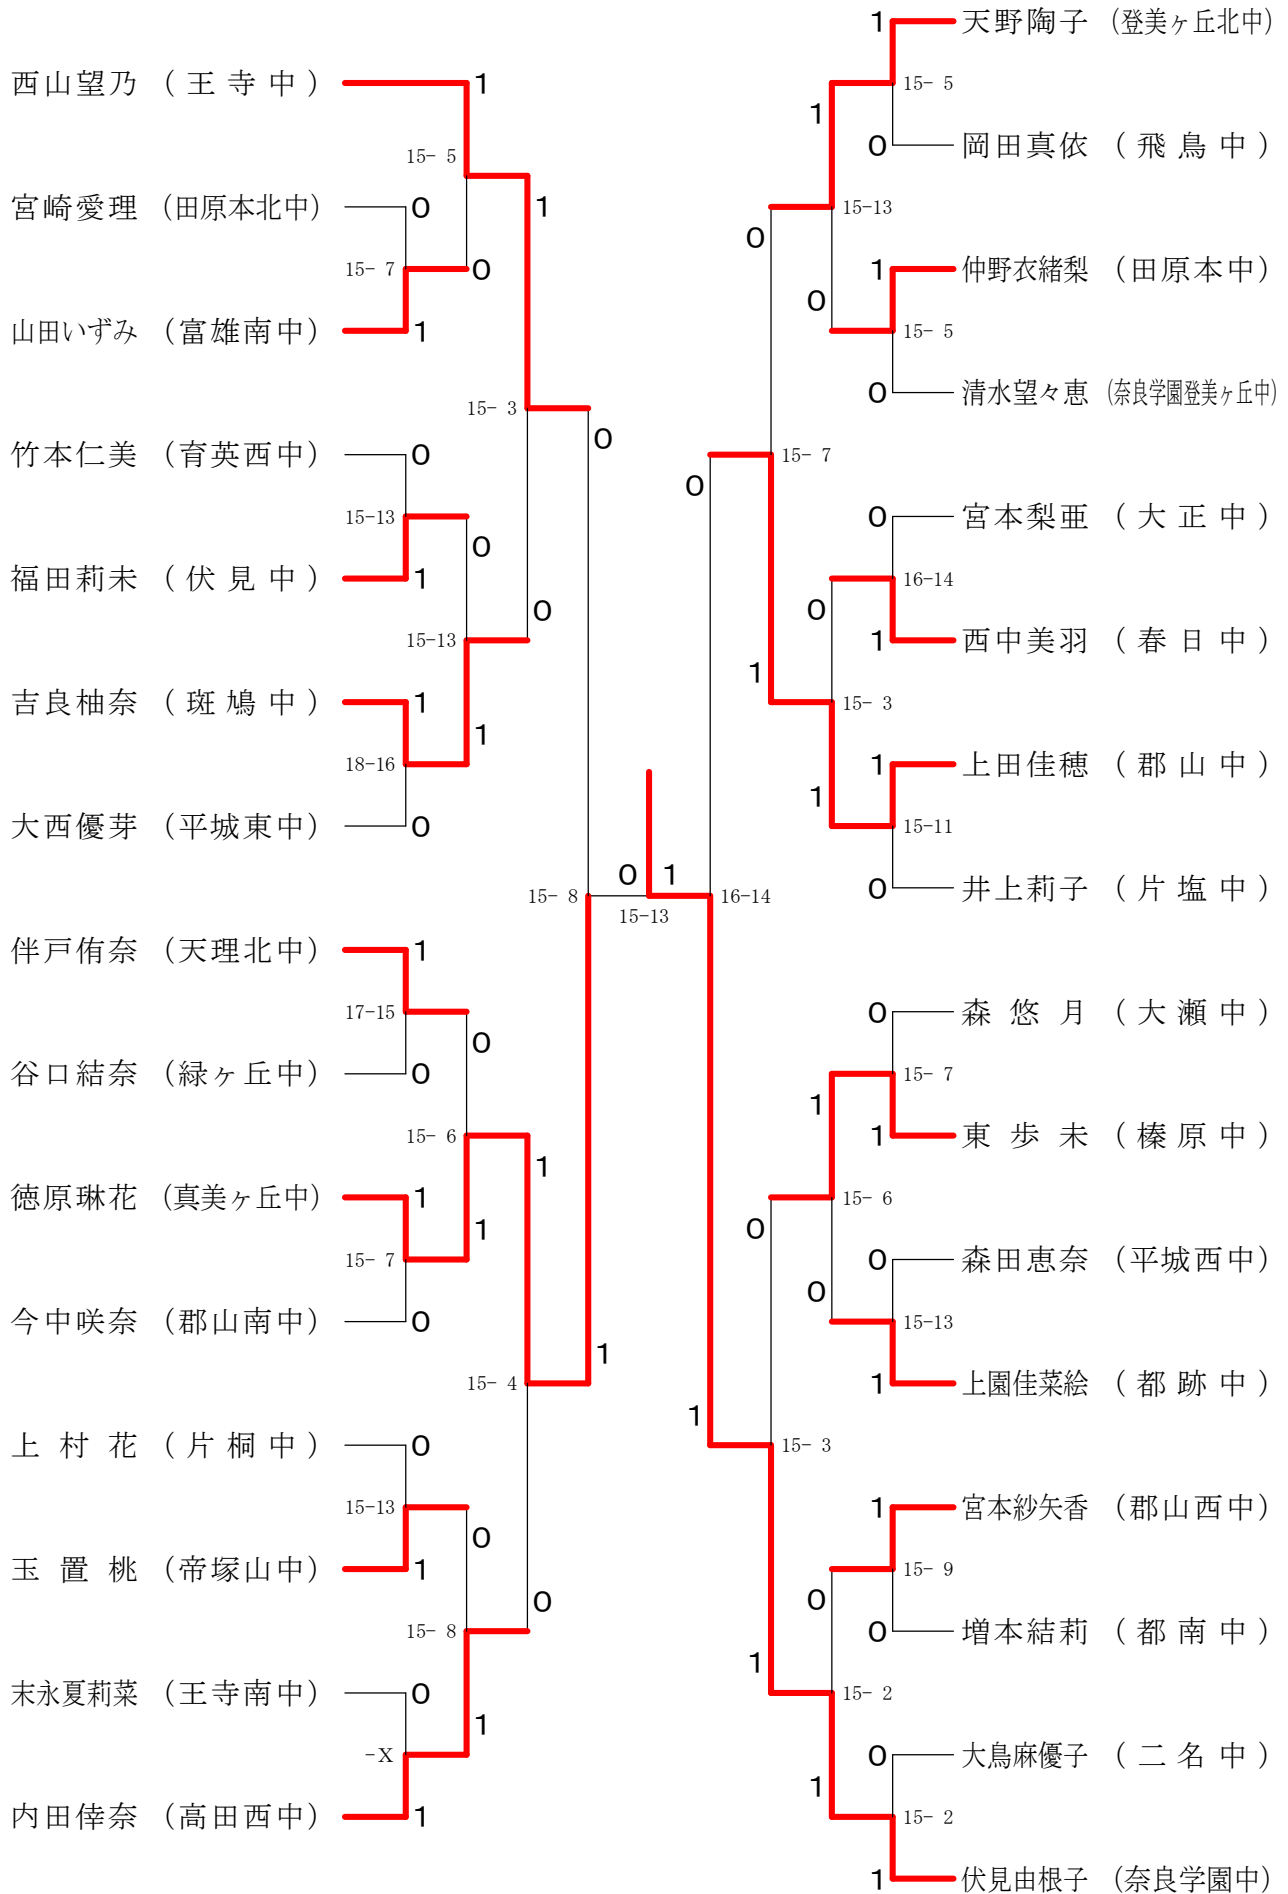 西山望乃 (王寺中) 1
15- 5
宮崎愛理 (田原本北中) 0
1
15- 7
0
山田いずみ (富雄南中) 1
15- 3
0
竹本仁美 (育英西中) 0
15-13
0
福田莉未 (伏見中) 1
0
15-13
吉良柚奈 (斑鳩中) 1
1
18-16
大西優芽 (平城東中) 0
15- 8
0
1
15-13
伴戸侑奈 (天理北中) 1
17-15
0
谷口結奈 (緑ヶ丘中) 0
15- 6
1
徳原琳花 (真美ヶ丘中) 1
1
15- 7
今中咲奈 (郡山南中) 0
1
15- 4
上村花 (片桐中) 0
15-13
0
玉置桃 (帝塚山中) 1
0
15- 8
末永夏莉菜 (王寺南中) 0
1
-X
内田倖奈 (高田西中) 1
1 天野陶子 (登美ヶ丘北中)
15- 5
1
0 岡田真依 (飛鳥中)
15-13
0
1 仲野衣緒梨 (田原本中)
0
15- 5
0 清水望々恵 (奈良学園登美ヶ丘中)
15- 7
0
0 宮本梨亜 (大正中)
16-14
0
1 西中美羽 (春日中)
1
15- 3
1 上田佳穂 (郡山中)
1
15-11
0 井上莉子 (片塩中)
16-14
0 森悠月 (大瀬中)
15- 7
1
1 東歩未 (榛原中)
15- 6
0
0 森田恵奈 (平城西中)
0
15-13
1 上園佳菜絵 (都跡中)
1
15- 3
1 宮本紗矢香 (郡山西中)
15- 9
0
0 増本結莉 (都南中)
1
15- 2
0 大鳥麻優子 (二名中)
1
15- 2
1 伏見由根子 (奈良学園中)